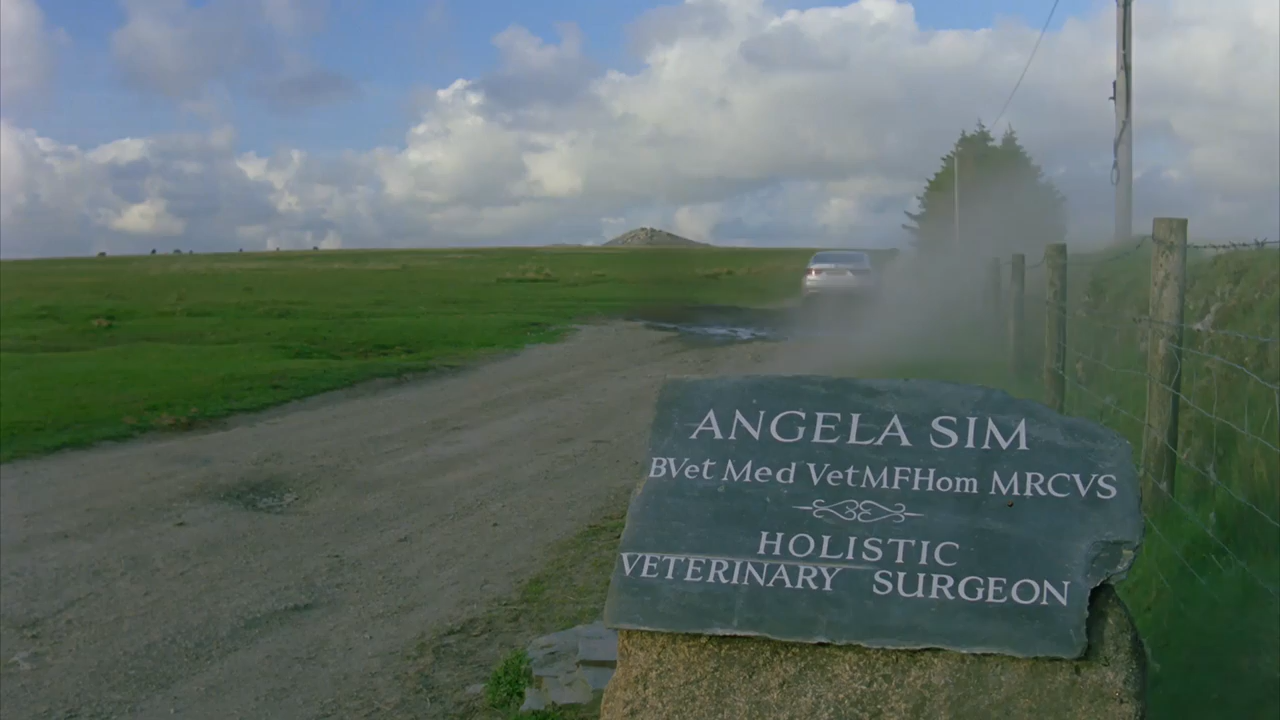 ANGELA SIM
BVet Med VetMFHom MRCVS
HOLISTIC
VETERINARY SURGEON